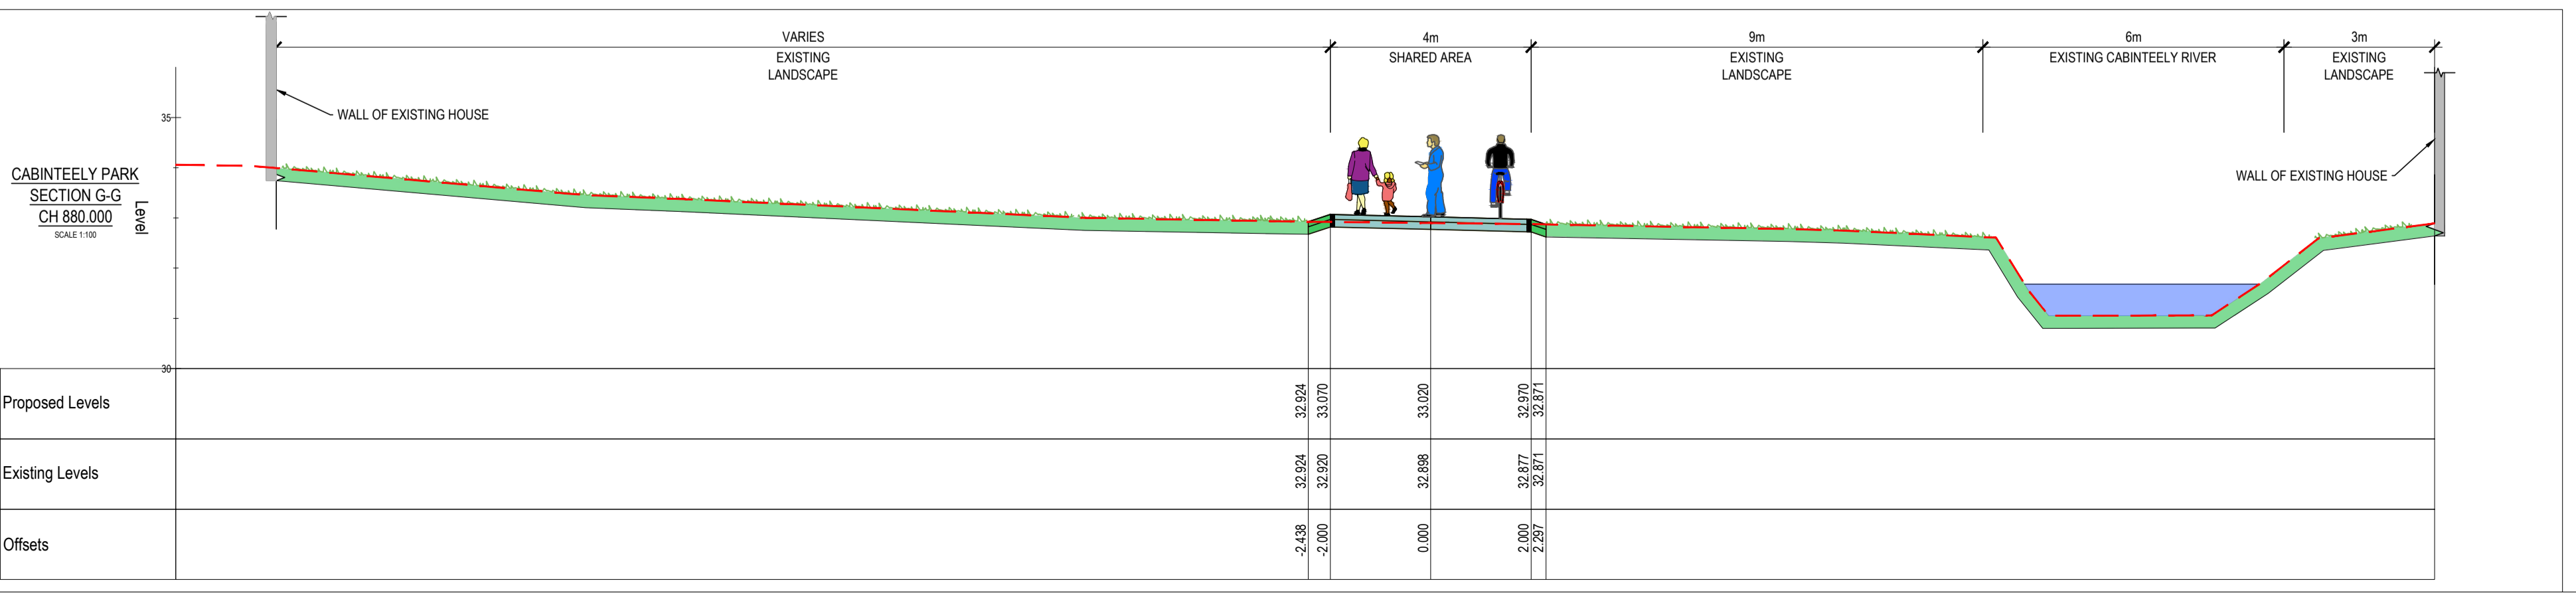 VARIES
EXISTING
LANDSCAPE
4m
SHARED AREA
9m
EXISTING
LANDSCAPE
6m
EXISTING CABINTEELY RIVER
3m
EXISTING
LANDSCAPE
WALL OF EXISTING HOUSE
WALL OF EXISTING HOUSE
CABINTEELY PARK
SECTION G-G
CH 880.000
SCALE 1:100
Level
35
30
Proposed Levels
32.924
33.070
33.020
32.970
32.871
Existing Levels
32.924
32.920
32.898
32.877
32.871
Offsets
-2.438
-2.000
0.000
2.000
2.297